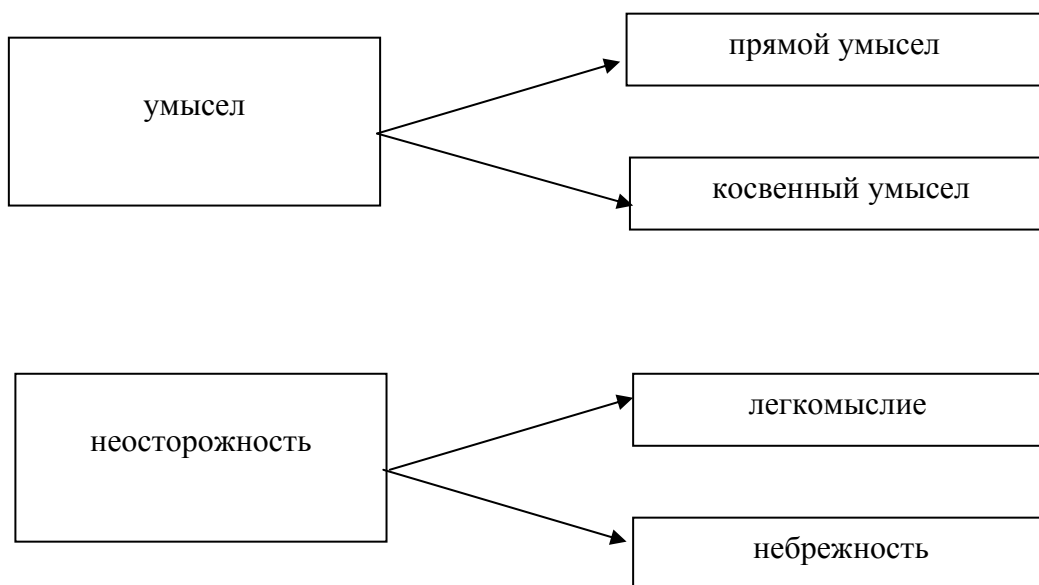 умысел
прямой умысел
косвенный умысел
неосторожность
легкомыслие
небрежность